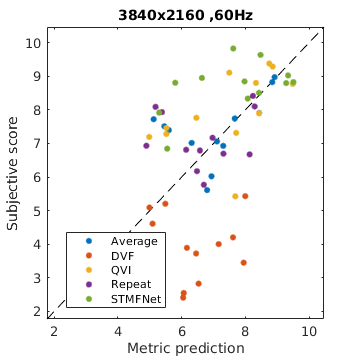 3840x2160 ,60Hz
Subjective score
10
9
8
7
6
5
4
3
2
Average
DVF
QVI
Repeat
STMFNet
2
4
6
8
10
Metric prediction